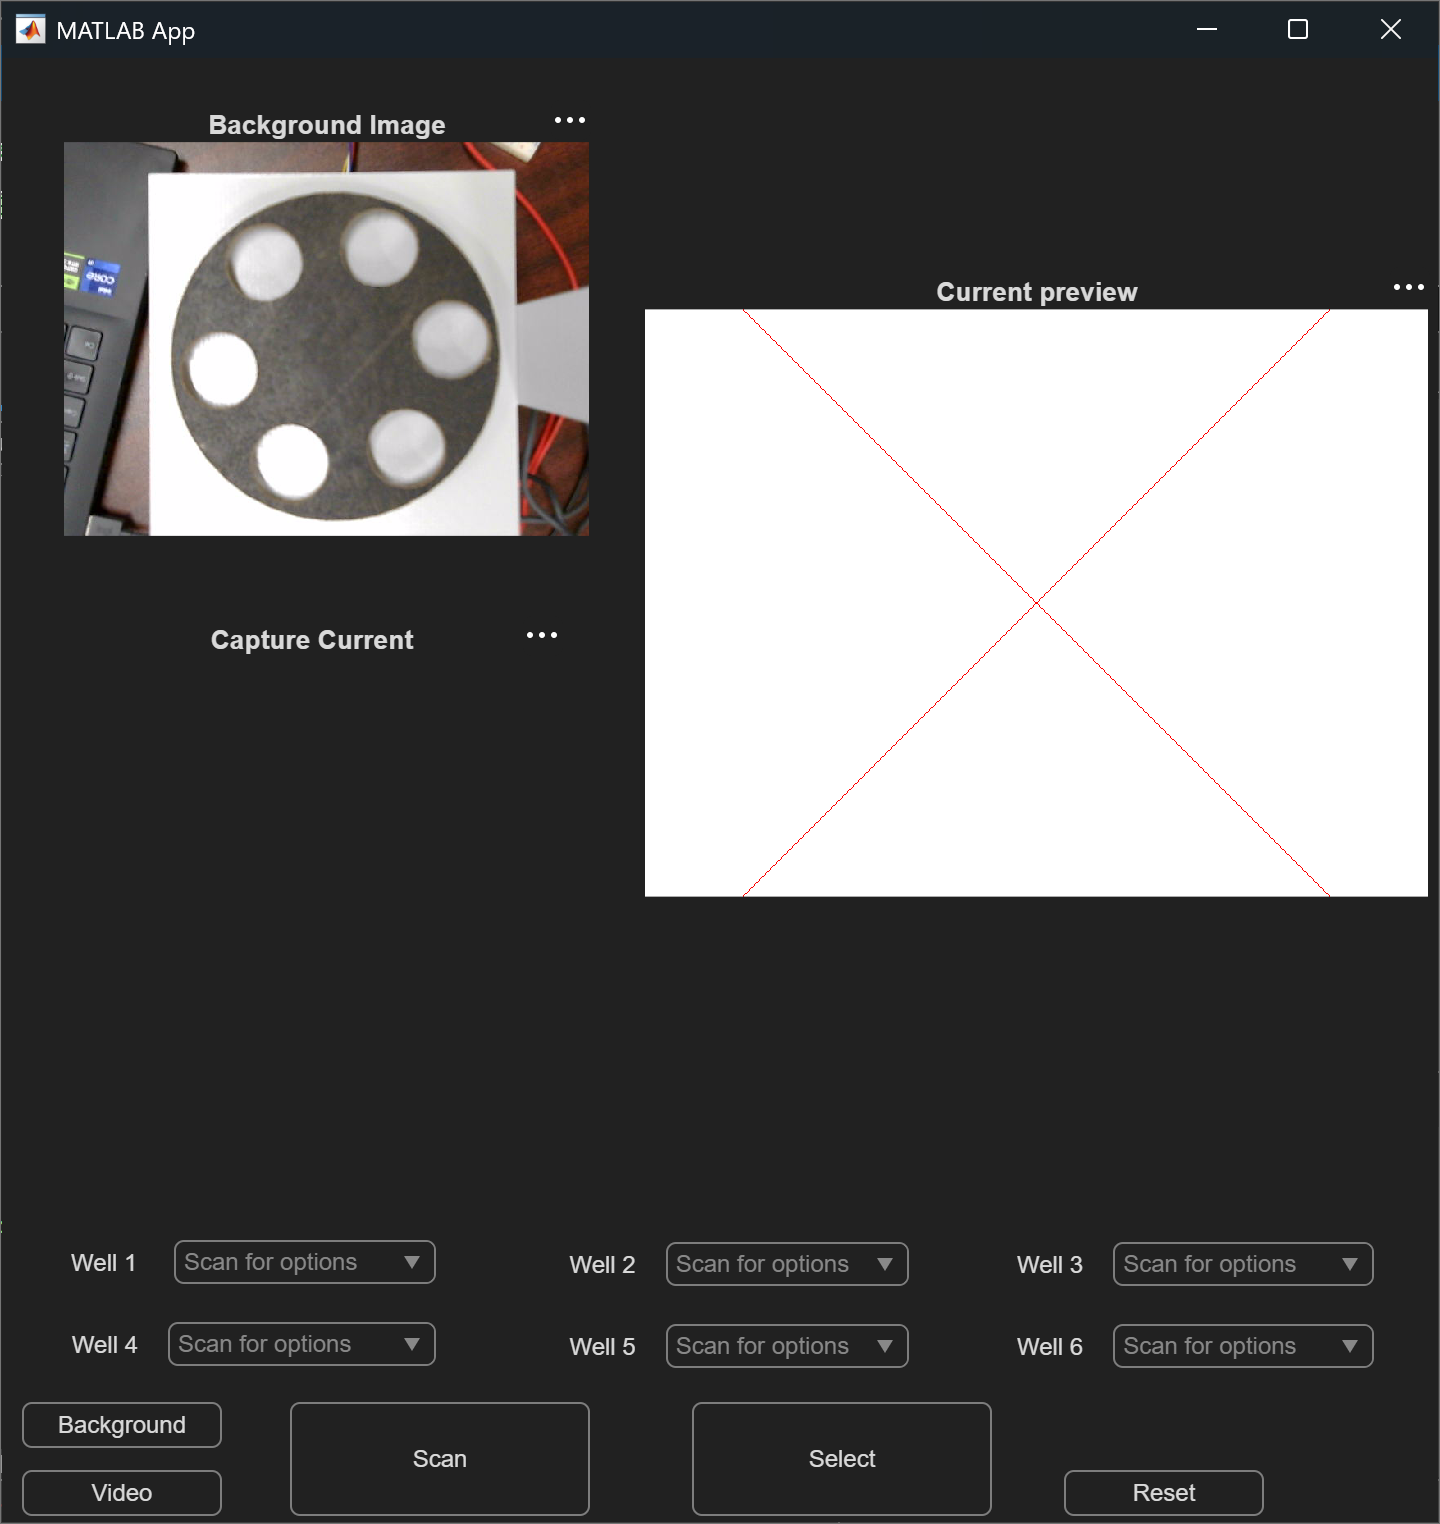 MATLAB App
Background Image
CORE
Current preview
Capture Current
Well 1 Scan for options
Well 2 Scan for options
Well 3 Scan for options
Well 4 Scan for options
Well 5 Scan for options
Well 6 Scan for options
Background
Scan
Select
Video
Reset